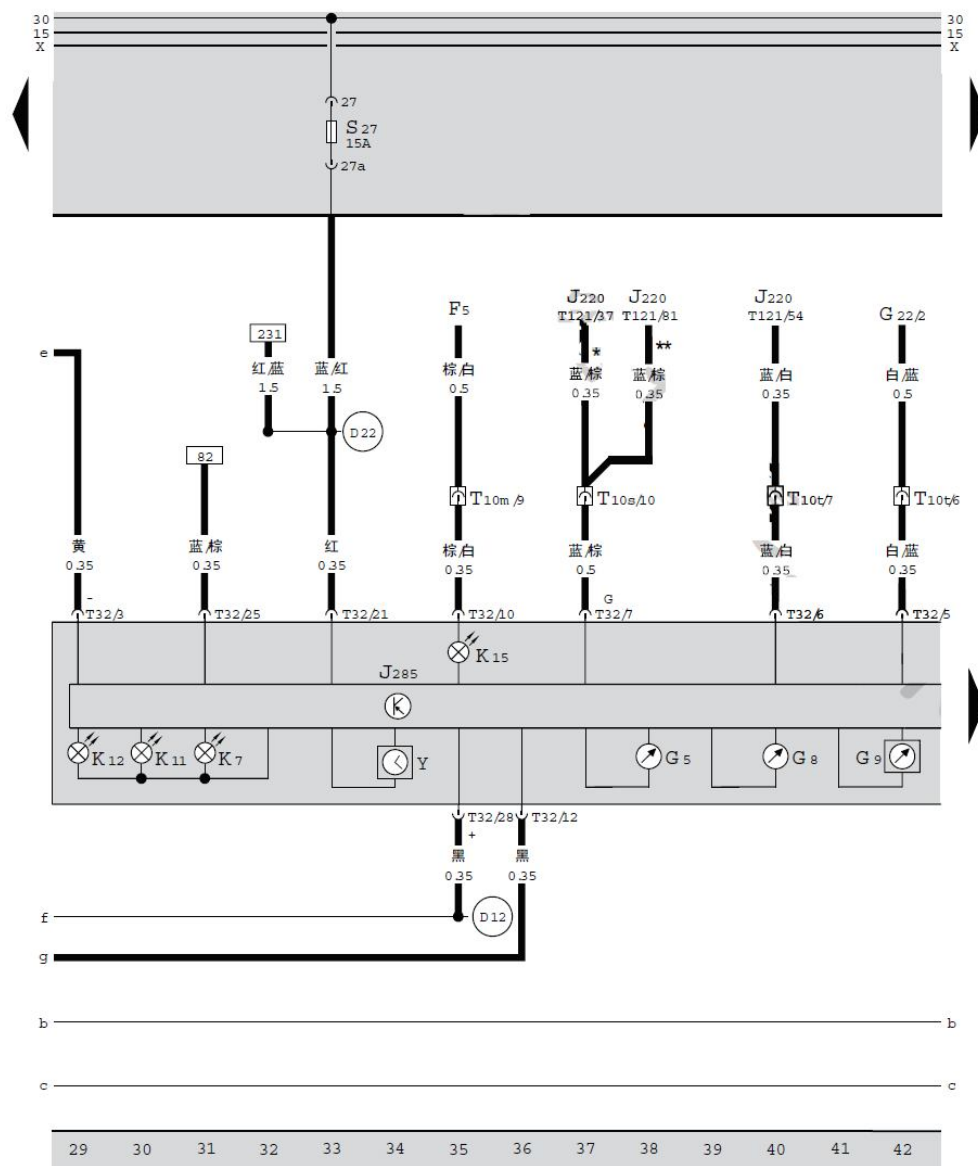 30 30
15 15
X X
27
S27
15A
27a
F5
J220 J220 J220
T121/37 T121/81 T121/54
G22/2
231
e
* **
红/蓝 蓝/红 棕/白 蓝/棕 蓝/棕 蓝/白 白/蓝
1.5 1.5 0.5 0.35 0.35 0.35 0.5
D22
82
T10m/9 T10s/10 T10t/7 T10t/6
黄 蓝/棕 红 棕/白 蓝/棕 蓝/白 白/蓝
0.35 0.35 0.35 0.35 0.5 0.35 0.35
- G
T32/3 T32/25 T32/21 T32/10 T32/7 T32/6 T32/5
K15
J285
K12 K11 K7 Y G5 G8 G9
T32/28 T32/12
+
黑 黑
0.35 0.35
f D12
g
b b
c c
29 30 31 32 33 34 35 36 37 38 39 40 41 42